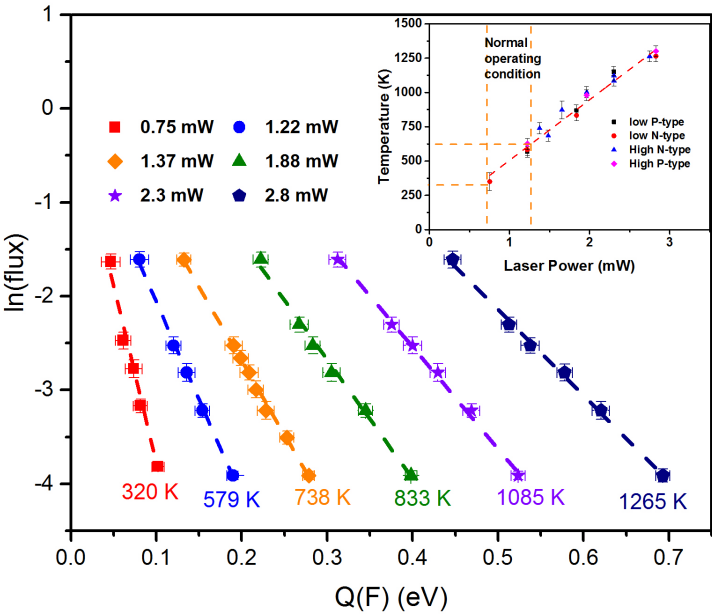 1500
1250
1000
750
500
250
0
Temperature (K)
Normal
operating
condition
low P-type
low N-type
High N-type
High P-type
0 1 2 3
Laser Power (mW)
1
0
-1
-2
-3
-4
ln(flux)
0.75 mW 1.22 mW
1.37 mW 1.88 mW
2.3 mW 2.8 mW
320 K 579 K 738 K 833 K 1085 K 1265 K
0.0 0.1 0.2 0.3 0.4 0.5 0.6 0.7
Q(F) (eV)